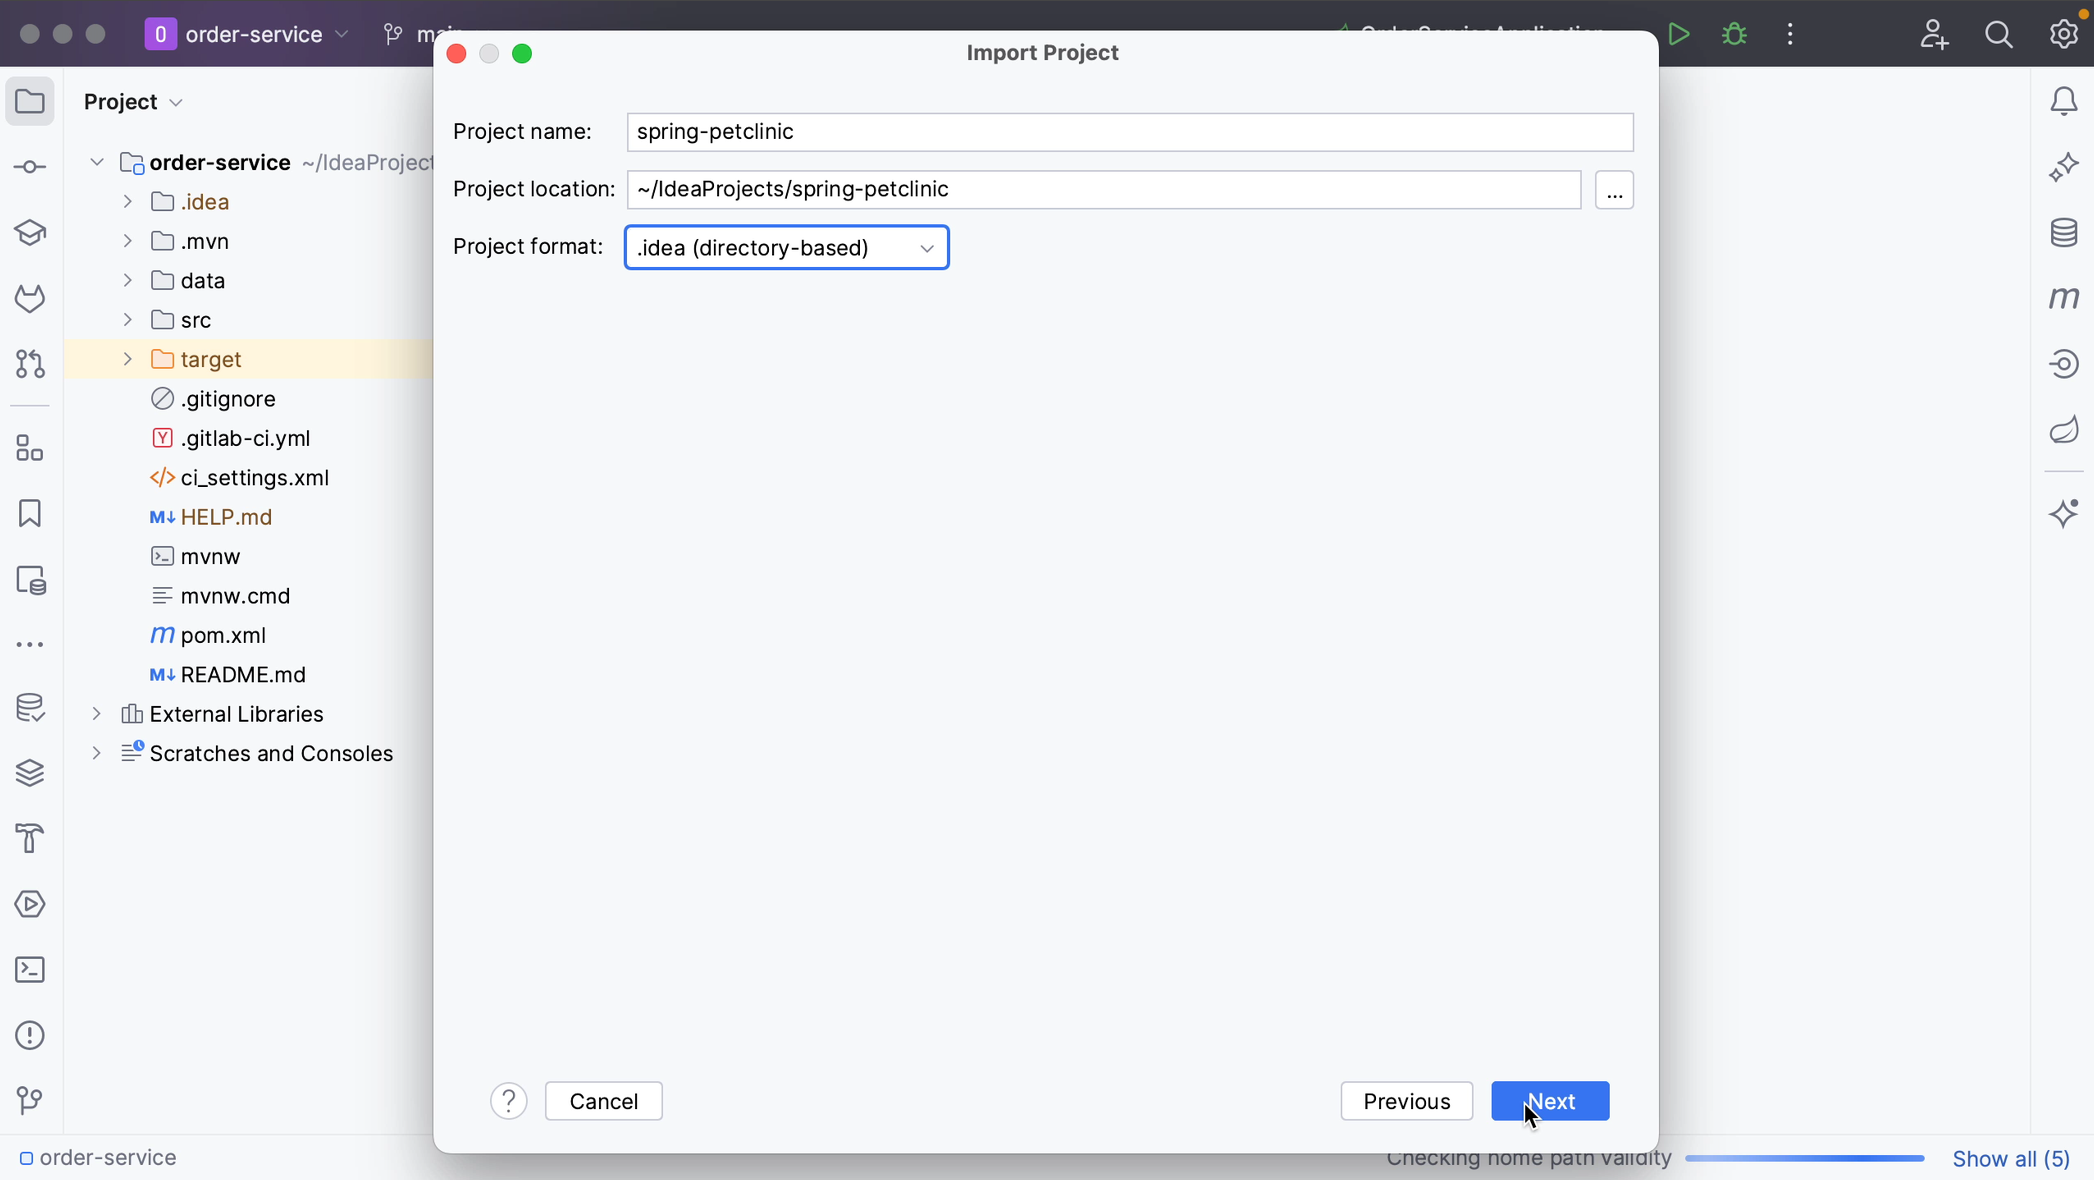 O order-service
Import Project
Project
Project name: spring-petclinic
order-service ~/IdeaProject
Project location: ~/IdeaProjects/spring-petclinic ...
.idea
Project format: .idea (directory-based)
.mvn
data
src
target
.gitignore
Y .gitlab-ci.yml
</> ci_settings.xml
M↓ HELP.md
mvnw
mvnw.cmd
m pom.xml
M↓ README.md
External Libraries
Scratches and Consoles
? Cancel Previous Next
order-service
Checking home path validity Show all (5)